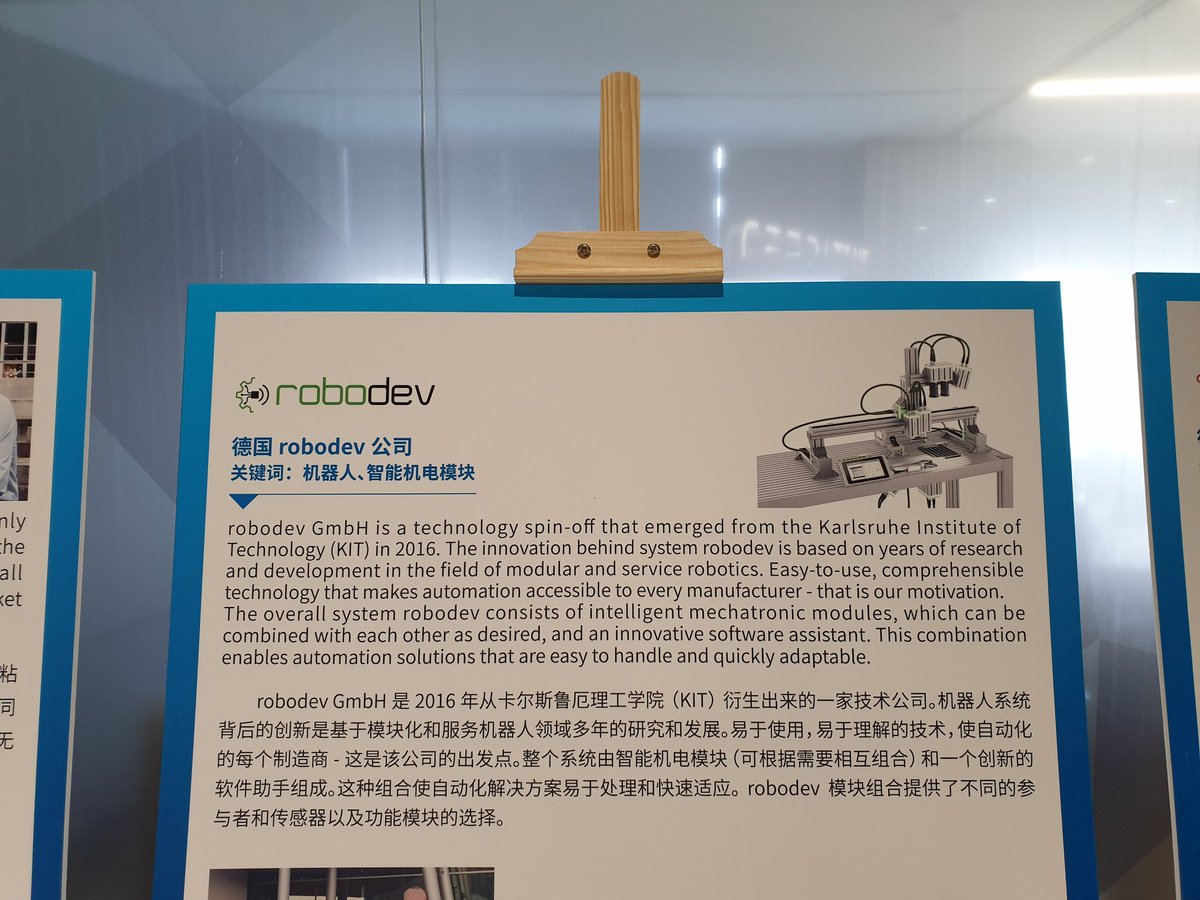 robodev
德国 robodev 公司
关键词：机器人、智能机电模块
robodev GmbH is a technology spin-off that emerged from the Karlsruhe Institute of
Technology (KIT) in 2016. The innovation behind system robodev is based on years of research
and development in the field of modular and service robotics. Easy-to-use, comprehensible
technology that makes automation accessible to every manufacturer - that is our motivation.
The overall system robodev consists of intelligent mechatronic modules, which can be
combined with each other as desired, and an innovative software assistant. This combination
enables automation solutions that are easy to handle and quickly adaptable.
robodev GmbH 是 2016 年从卡尔斯鲁厄理工学院（KIT）衍生出来的一家技术公司。机器人系统
背后的创新是基于模块化和服务机器人领域多年的研究和发展。易于使用，易于理解的技术，使自动化
的每个制造商 - 这是该公司的出发点。整个系统由智能机电模块（可根据需要相互组合）和一个创新的
软件助手组成。这种组合使自动化解决方案易于处理和快速适应。robodev 模块组合提供了不同的参
与者和传感器以及功能模块的选择。
nly
the
all
ket
粘
同
无